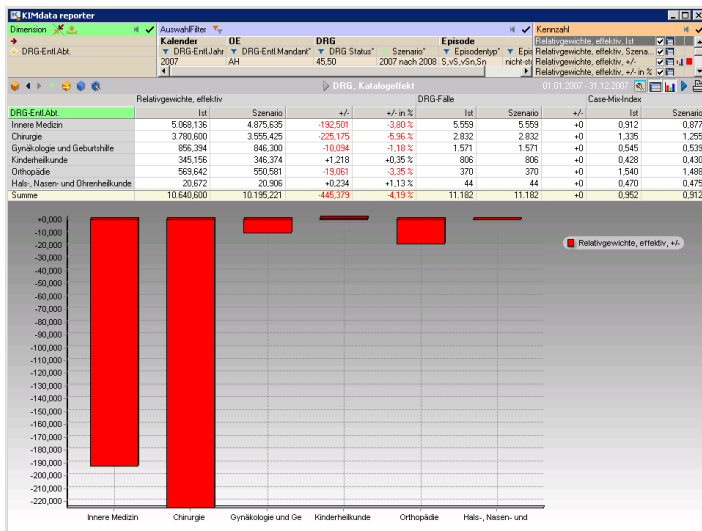 KIMdata reporter
Dimension
AuswahlFilter
Kennzahl
Kalender OE DRG Episode
DRG-Entl.Abt.
DRG-Entl.Jahr DRG-Entl.Mandant* DRG Status* Szenario* Episodentyp* Epis
2007 AH 45,50 2007 nach 2008 S,vS,vSn,Sn nicht-st
Relativgewichte, effektiv, Ist
Relativgewichte, effektiv, Szena...
Relativgewichte, effektiv, +/-
Relativgewichte, effektiv, +/- in %
DRG, Katalogeffekt
01.01.2007 - 31.12.2007
Relativgewichte, effektiv DRG-Fälle Case-Mix-Index
DRG-Entl.Abt. Ist Szenario +/- +/- in % Ist Szenario +/- Ist Szenario
Innere Medizin 5.068,136 4.875,635 -192,501 -3,80 % 5.559 5.559 +0 0,912 0,877
Chirurgie 3.780,600 3.555,425 -225,175 -5,96 % 2.832 2.832 +0 1,335 1,255
Gynäkologie und Geburtshilfe 856,394 846,300 -10,094 -1,18 % 1.571 1.571 +0 0,545 0,539
Kinderheilkunde 345,156 346,374 +1,218 +0,35 % 806 806 +0 0,428 0,430
Orthopädie 569,642 550,581 -19,061 -3,35 % 370 370 +0 1,540 1,488
Hals-, Nasen- und Ohrenheilkunde 20,672 20,906 +0,234 +1,13 % 44 44 +0 0,470 0,475
Summe 10.640,600 10.195,221 -445,379 -4,19 % 11.182 11.182 +0 0,952 0,912
+0,000
-10,000
-20,000
-30,000
-40,000
-50,000
-60,000
-70,000
-80,000
-90,000
-100,000
-110,000
-120,000
-130,000
-140,000
-150,000
-160,000
-170,000
-180,000
-190,000
-200,000
-210,000
-220,000
Relativgewichte, effektiv, +/-
Innere Medizin Chirurgie Gynäkologie und Ge Kinderheilkunde Orthopädie Hals-, Nasen- und